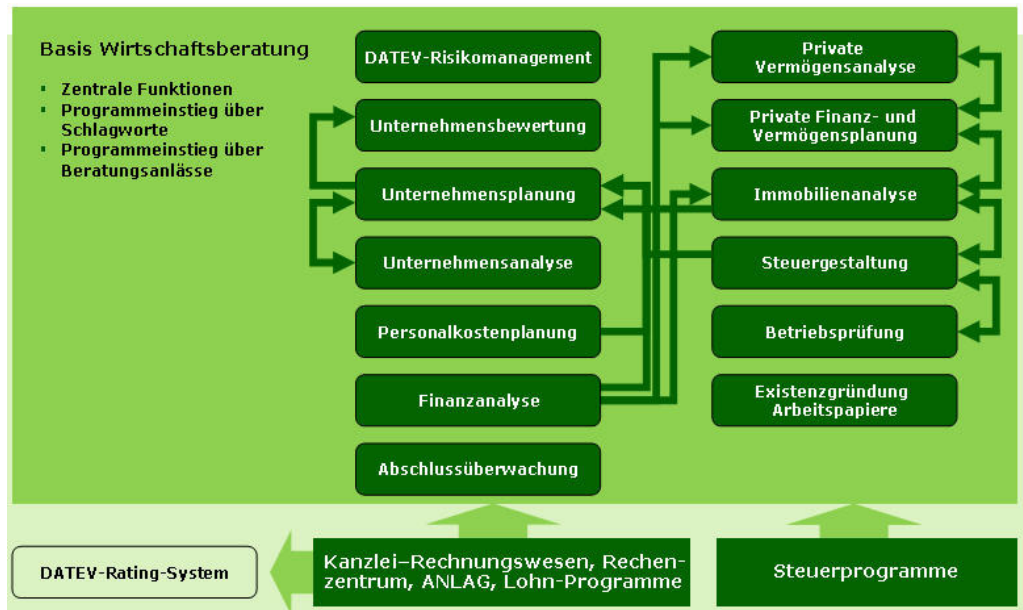 Basis Wirtschaftsberatung
▪ Zentrale Funktionen
▪ Programmeinstieg über
Schlagworte
▪ Programmeinstieg über
Beratungsanlässe
DATEV-Risikomanagement
Unternehmensbewertung
Unternehmensplanung
Unternehmensanalyse
Personalkostenplanung
Finanzanalyse
Abschlussüberwachung
Private
Vermögensanalyse
Private Finanz- und
Vermögensplanung
Immobilienanalyse
Steuergestaltung
Betriebsprüfung
Existenzgründung
Arbeitspapiere
DATEV-Rating-System
Kanzlei–Rechnungswesen, Rechen-
zentrum, ANLAG, Lohn-Programme
Steuerprogramme